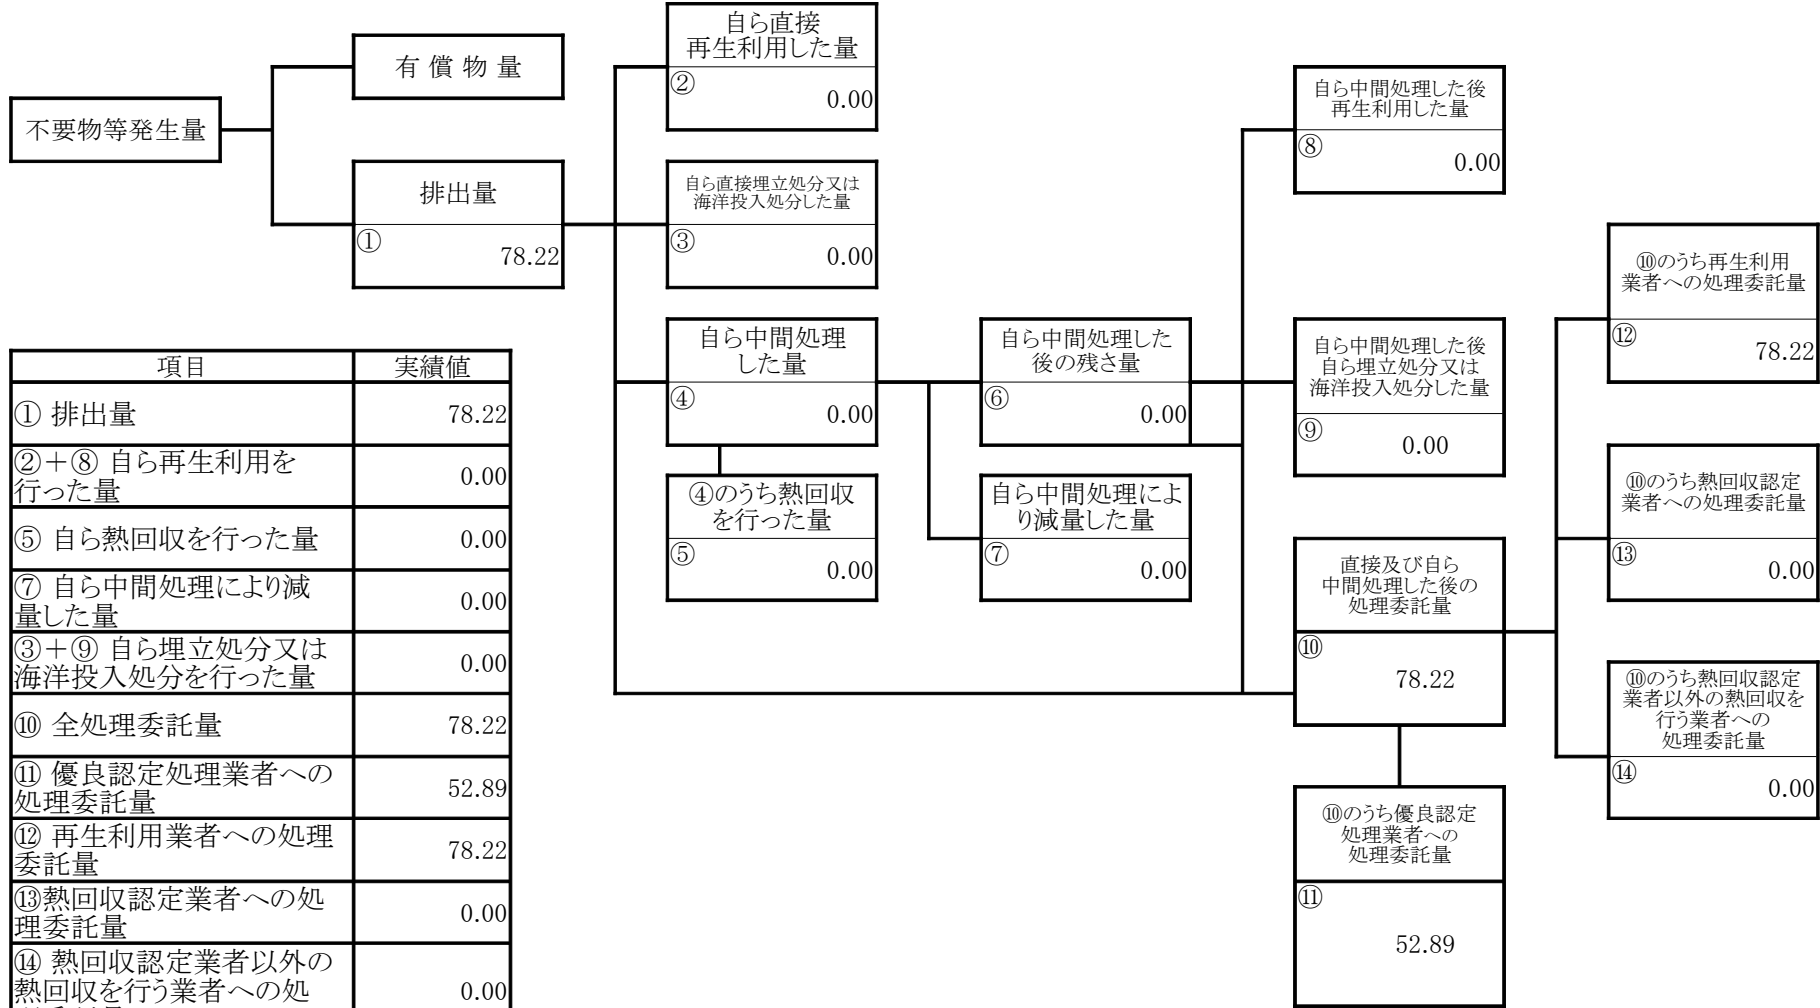 自ら直接
再生利用した量
②
0.00
有 償 物 量
不要物等発生量
排出量
①
78.22
自ら直接埋立処分又は
海洋投入処分した量
③
0.00
自ら中間処理
した量
④
0.00
④のうち熱回収
を行った量
⑤
0.00
自ら中間処理した
後の残さ量
⑥
0.00
自ら中間処理によ
り減量した量
⑦
0.00
自ら中間処理した後
再生利用した量
⑧
0.00
自ら中間処理した後
自ら埋立処分又は
海洋投入処分した量
⑨
0.00
直接及び自ら
中間処理した後の
処理委託量
⑩
78.22
⑩のうち優良認定
処理業者への
処理委託量
⑪
52.89
⑩のうち再生利用
業者への処理委託量
⑫
78.22
⑩のうち熱回収認定
業者への処理委託量
⑬
0.00
⑩のうち熱回収認定
業者以外の熱回収を
行う業者への
処理委託量
⑭
0.00
項目 実績値
① 排出量 78.22
②＋⑧ 自ら再生利用を
行った量 0.00
⑤ 自ら熱回収を行った量 0.00
⑦ 自ら中間処理により減
量した量 0.00
③＋⑨ 自ら埋立処分又は
海洋投入処分を行った量 0.00
⑩ 全処理委託量 78.22
⑪ 優良認定処理業者への
処理委託量 52.89
⑫ 再生利用業者への処理
委託量 78.22
⑬熱回収認定業者への処
理委託量 0.00
⑭ 熱回収認定業者以外の
熱回収を行う業者への処 0.00